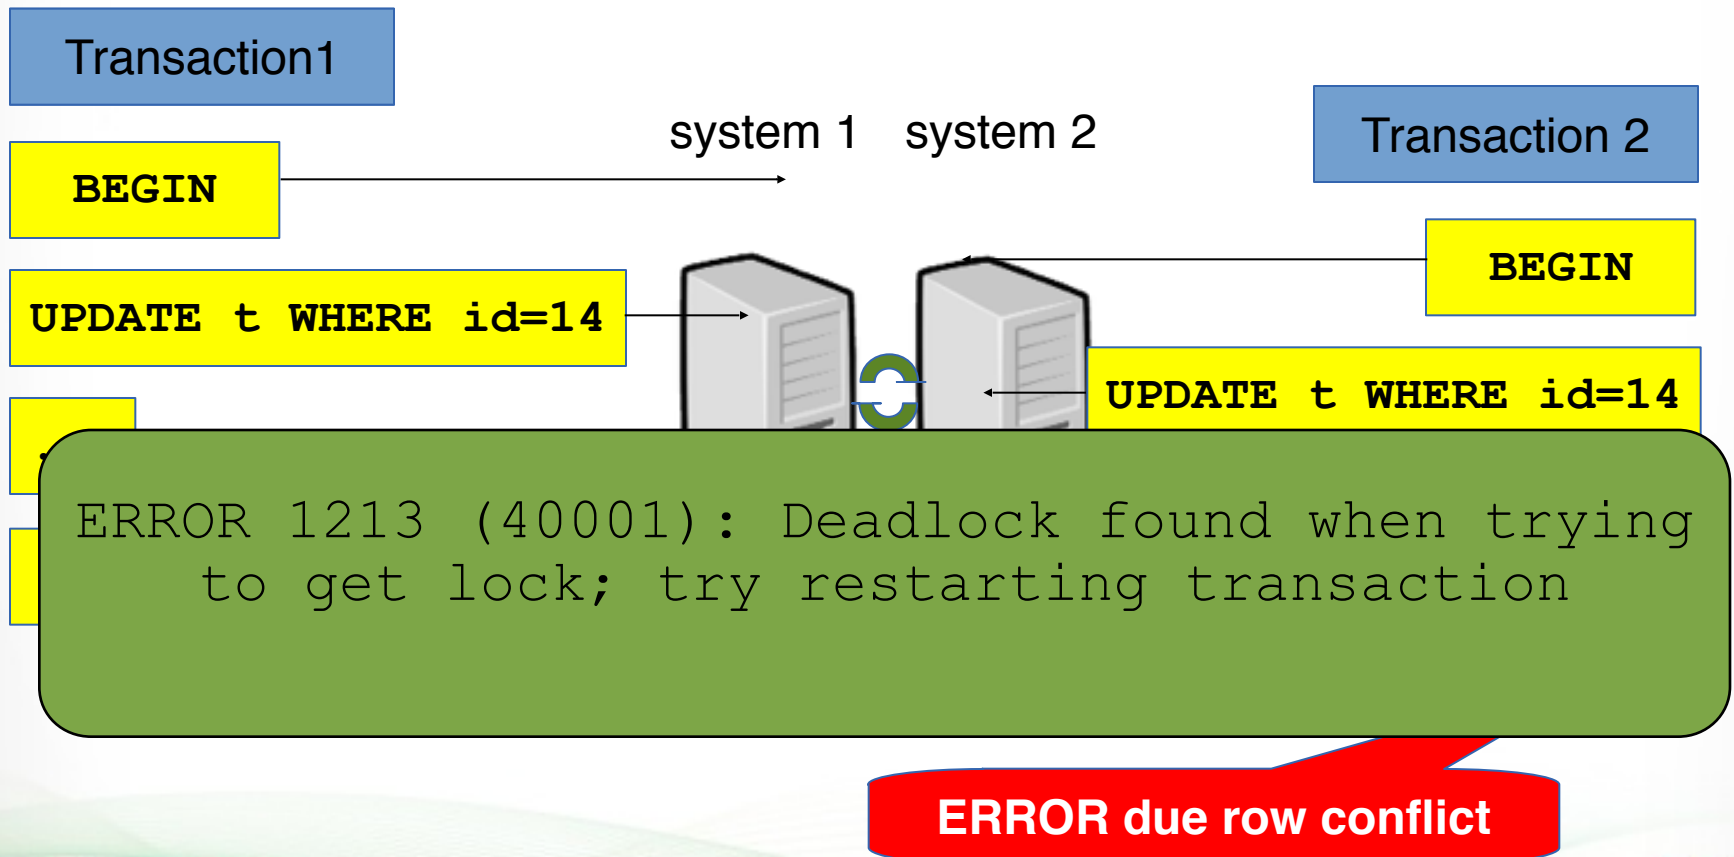 Transaction1
system 1 system 2
Transaction 2
BEGIN
BEGIN
UPDATE t WHERE id=14
UPDATE t WHERE id=14
ERROR 1213 (40001): Deadlock found when trying
to get lock; try restarting transaction
ERROR due row conflict